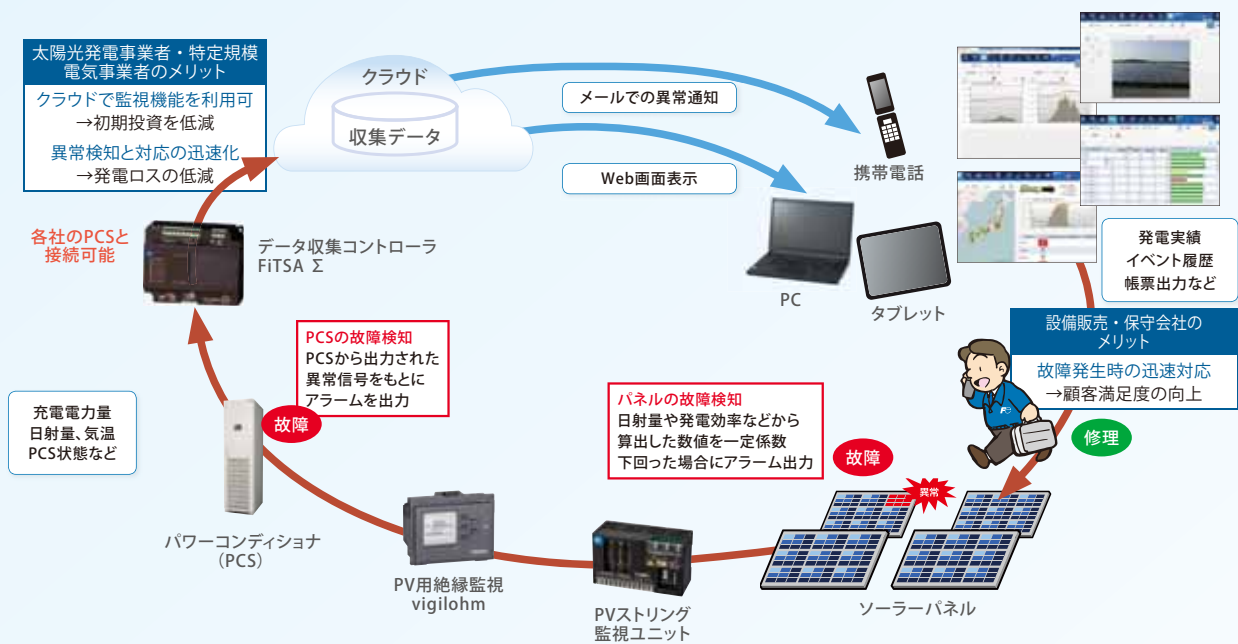 太陽光発電事業者・特定規模
電気事業者のメリット
クラウドで監視機能を利用可
→初期投資を低減
異常検知と対応の迅速化
→発電ロスの低減
クラウド
収集データ
メールでの異常通知
Web画面表示
携帯電話
PC
タブレット
発電実績
イベント履歴
帳票出力など
各社のPCSと
接続可能
データ収集コントローラ
FiTSA Σ
設備販売・保守会社の
メリット
故障発生時の迅速対応
→顧客満足度の向上
修理
PCSの故障検知
PCSから出力された
異常信号をもとに
アラームを出力
故障
充電電力量
日射量、気温
PCS状態など
パネルの故障検知
日射量や発電効率などから
算出した数値を一定係数
下回った場合にアラーム出力
故障
異常
パワーコンディショナ
(PCS)
PV用絶縁監視
vigilohm
PVストリング
監視ユニット
ソーラーパネル